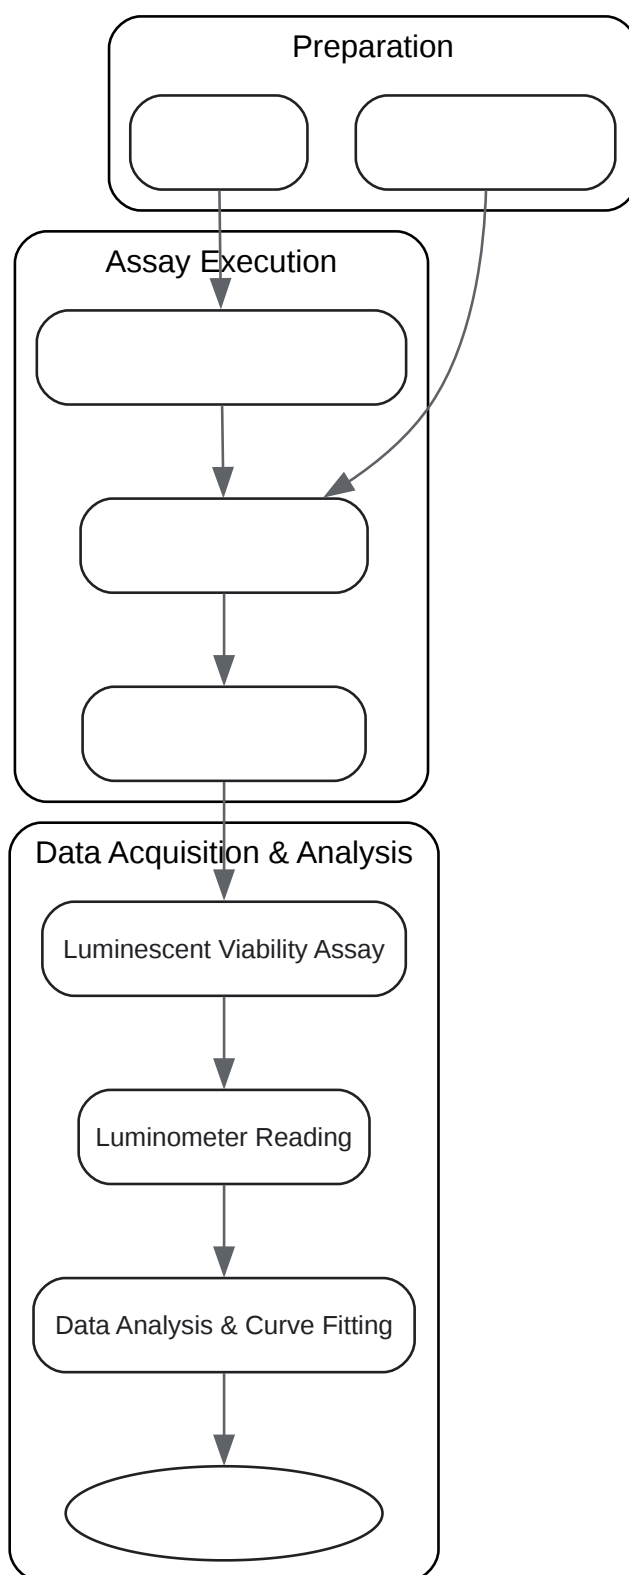 Preparation
Assay Execution
Data Acquisition & Analysis
Luminescent Viability Assay
Luminometer Reading
Data Analysis & Curve Fitting